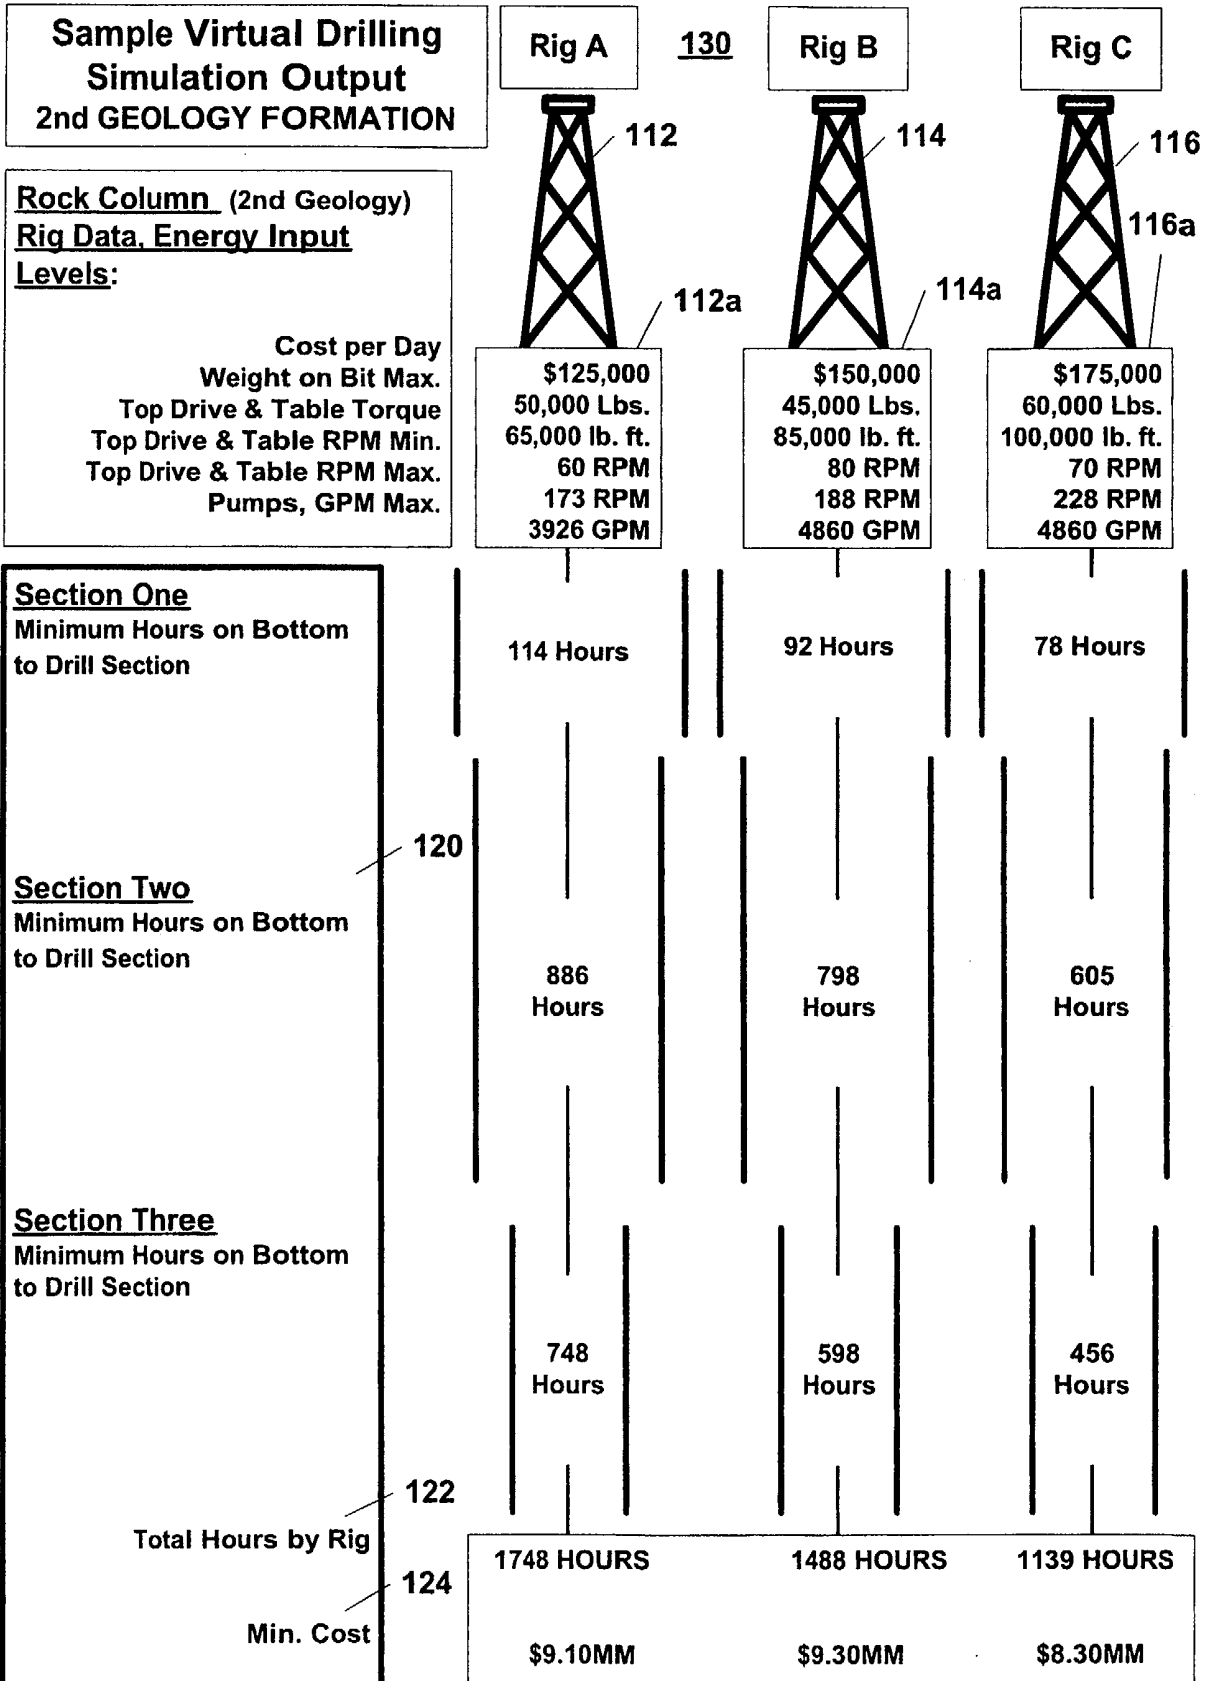 Sample Virtual Drilling
Simulation Output
2nd GEOLOGY FORMATION
Rig A
130
Rig B
Rig C
112
114
116
116a
112a
114a
Rock Column (2nd Geology)
Rig Data, Energy Input
Levels:
Cost per Day
Weight on Bit Max.
Top Drive & Table Torque
Top Drive & Table RPM Min.
Top Drive & Table RPM Max.
Pumps, GPM Max.
$125,000
50,000 Lbs.
65,000 lb. ft.
60 RPM
173 RPM
3926 GPM
$150,000
45,000 Lbs.
85,000 lb. ft.
80 RPM
188 RPM
4860 GPM
$175,000
60,000 Lbs.
100,000 lb. ft.
70 RPM
228 RPM
4860 GPM
Section One
Minimum Hours on Bottom
to Drill Section
114 Hours
92 Hours
78 Hours
120
Section Two
Minimum Hours on Bottom
to Drill Section
886
Hours
798
Hours
605
Hours
Section Three
Minimum Hours on Bottom
to Drill Section
748
Hours
598
Hours
456
Hours
122
Total Hours by Rig
1748 HOURS
1488 HOURS
1139 HOURS
124
Min. Cost
$9.10MM
$9.30MM
$8.30MM